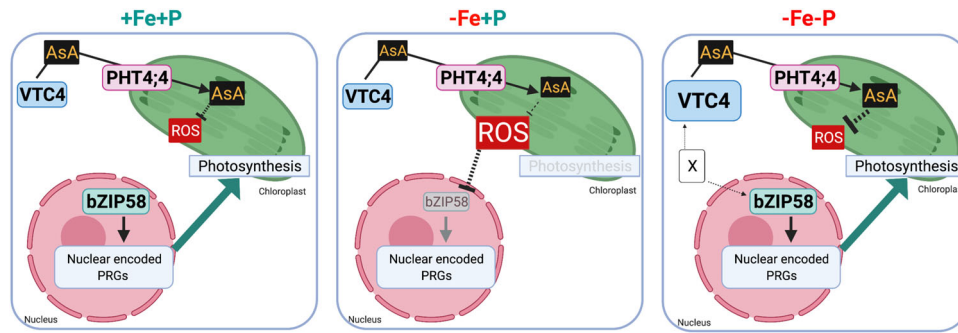 +Fe+P
AsA
PHT4;4
VTC4
AsA
ROS
Photosynthesis
Chloroplast
bZIP58
Nuclear encoded
PRGs
Nucleus
-Fe+P
AsA
PHT4;4
VTC4
AsA
ROS
Photosynthesis
Chloroplast
bZIP58
Nuclear encoded
PRGs
Nucleus
-Fe-P
AsA
PHT4;4
VTC4
AsA
ROS
X
Photosynthesis
Chloroplas
bZIP58
Nuclear encoded
PRGs
Nucleus